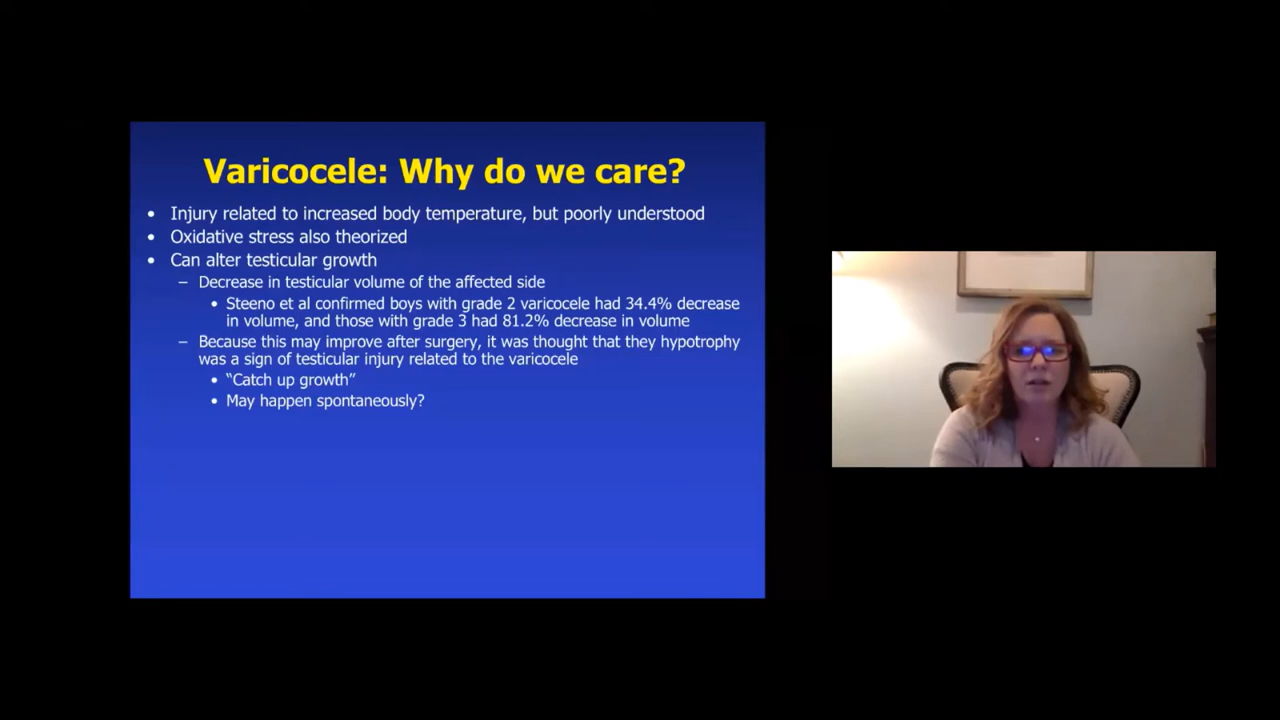 Varicocele: Why do we care?
• Injury related to increased body temperature, but poorly understood
• Oxidative stress also theorized
• Can alter testicular growth
– Decrease in testicular volume of the affected side
• Steeno et al confirmed boys with grade 2 varicocele had 34.4% decrease
in volume, and those with grade 3 had 81.2% decrease in volume
– Because this may improve after surgery, it was thought that they hypotrophy
was a sign of testicular injury related to the varicocele
• “Catch up growth”
• May happen spontaneously?